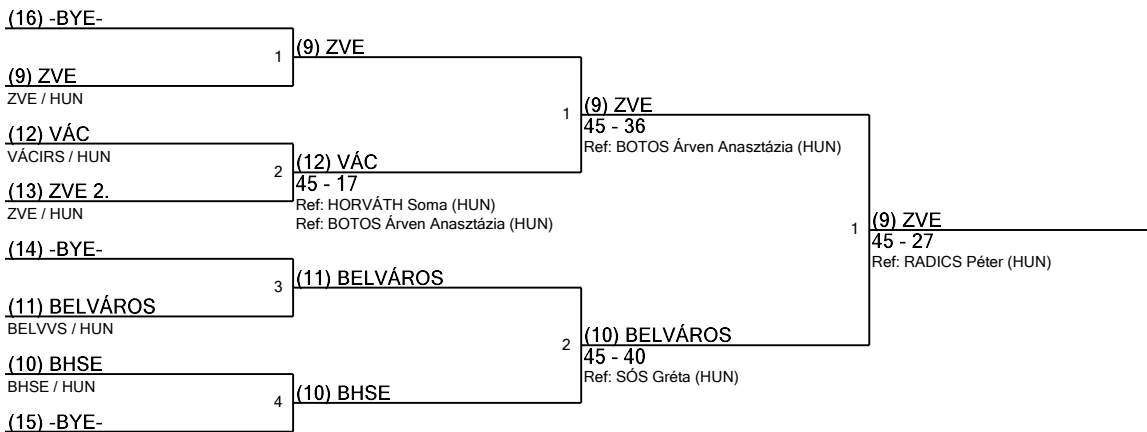 (16) -BYE-
1
(9) ZVE
(9) ZVE
ZVE / HUN
1
(9) ZVE
45 - 36
Ref: BOTOS Árven Anasztázia (HUN)
(12) VÁC
VÁCIRS / HUN
2
(12) VÁC
45 - 17
Ref: HORVÁTH Soma (HUN)
Ref: BOTOS Árven Anasztázia (HUN)
(13) ZVE 2.
ZVE / HUN
1
(9) ZVE
45 - 27
Ref: RADICS Péter (HUN)
(14) -BYE-
3
(11) BELVÁROS
(11) BELVÁROS
BELVVS / HUN
2
(10) BELVÁROS
45 - 40
Ref: SÓS Gréta (HUN)
(10) BHSE
BHSE / HUN
4
(10) BHSE
(15) -BYE-